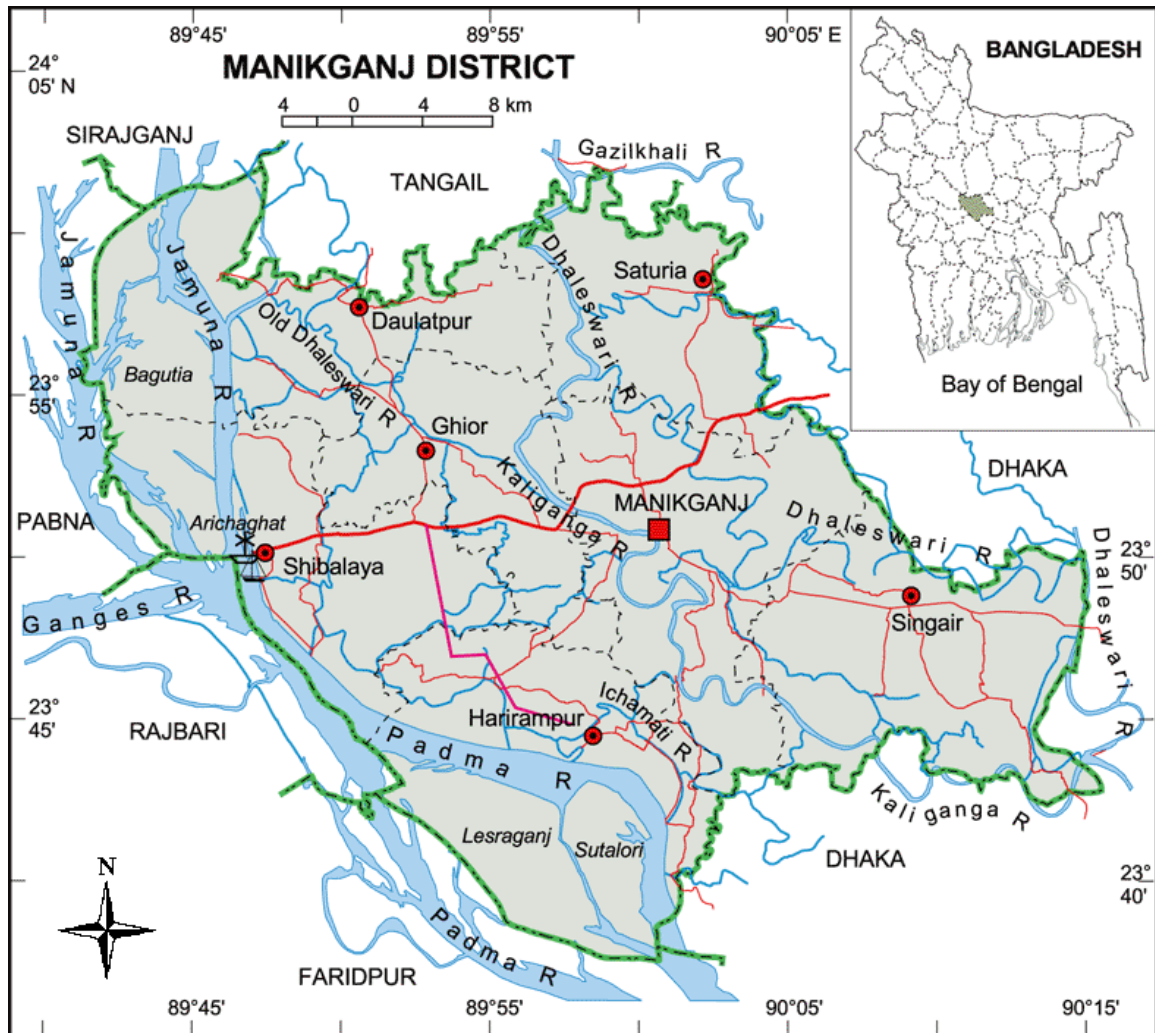 89°45'
89°55'
90°05' E
24°
05' N
MANIKGANJ DISTRICT
4 0 4 8 km
BANGLADESH
Bay of Bengal
SIRAJGANJ
TANGAIL
Gazilkhali R
Jamuna R
Jamuna R
Dhaleswari R
Saturia
Old Dhaleswari R
Daulatpur
Bagutia
23°
55'
Ghior
Kaliganga R
MANIKGANJ
DHAKA
Dhaleswari R
PABNA
Arichaghat
Shibalaya
23°
50'
Dhaleswari R
Ganges R
Singair
23°
45'
RAJBARI
Harirampur
Ichamati R
Padma R
Kaliganga R
Lesraganj
Sutalori
DHAKA
23°
40'
N
Padma R
FARIDPUR
89°45'
89°55'
90°05'
90°15'